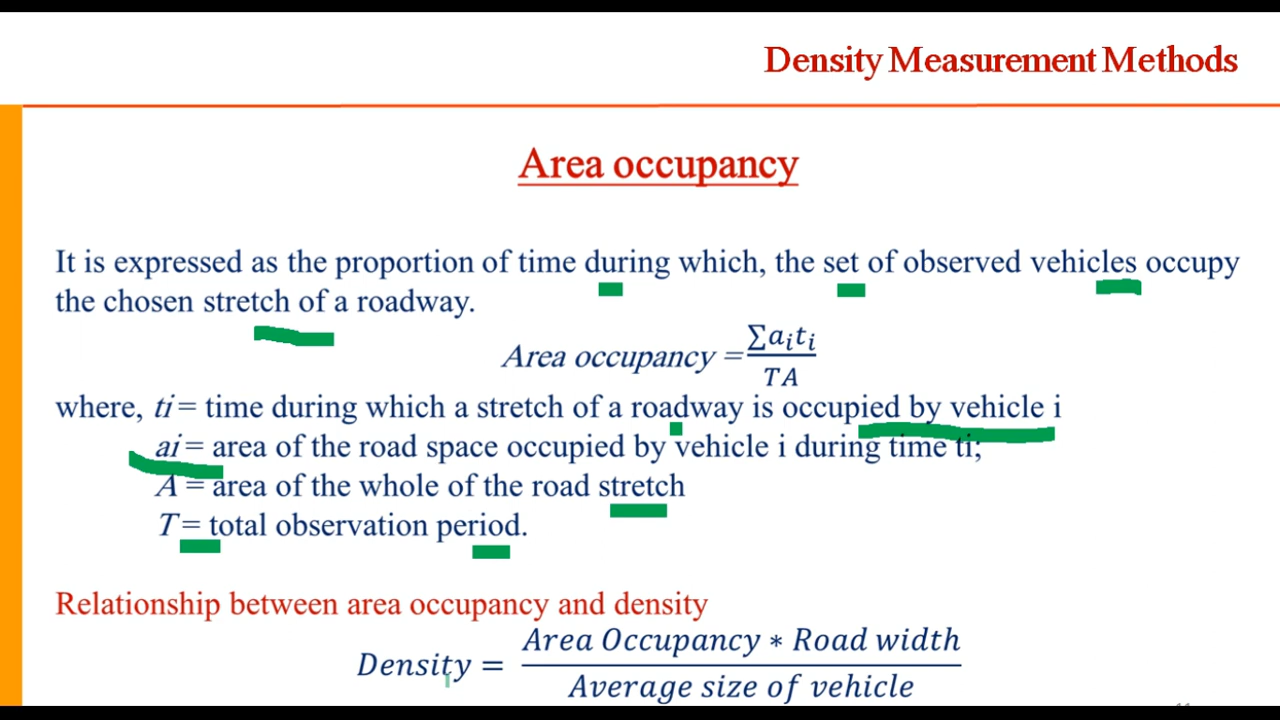 Density Measurement Methods
Area occupancy
It is expressed as the proportion of time during which, the set of observed vehicles occupy
the chosen stretch of a roadway.
Area occupancy = ∑aᵢtᵢ / TA
where, ti = time during which a stretch of a roadway is occupied by vehicle i
ai = area of the road space occupied by vehicle i during time ti;
A = area of the whole of the road stretch
T = total observation period.
Relationship between area occupancy and density
Density = Area Occupancy ∗ Road width / Average size of vehicle